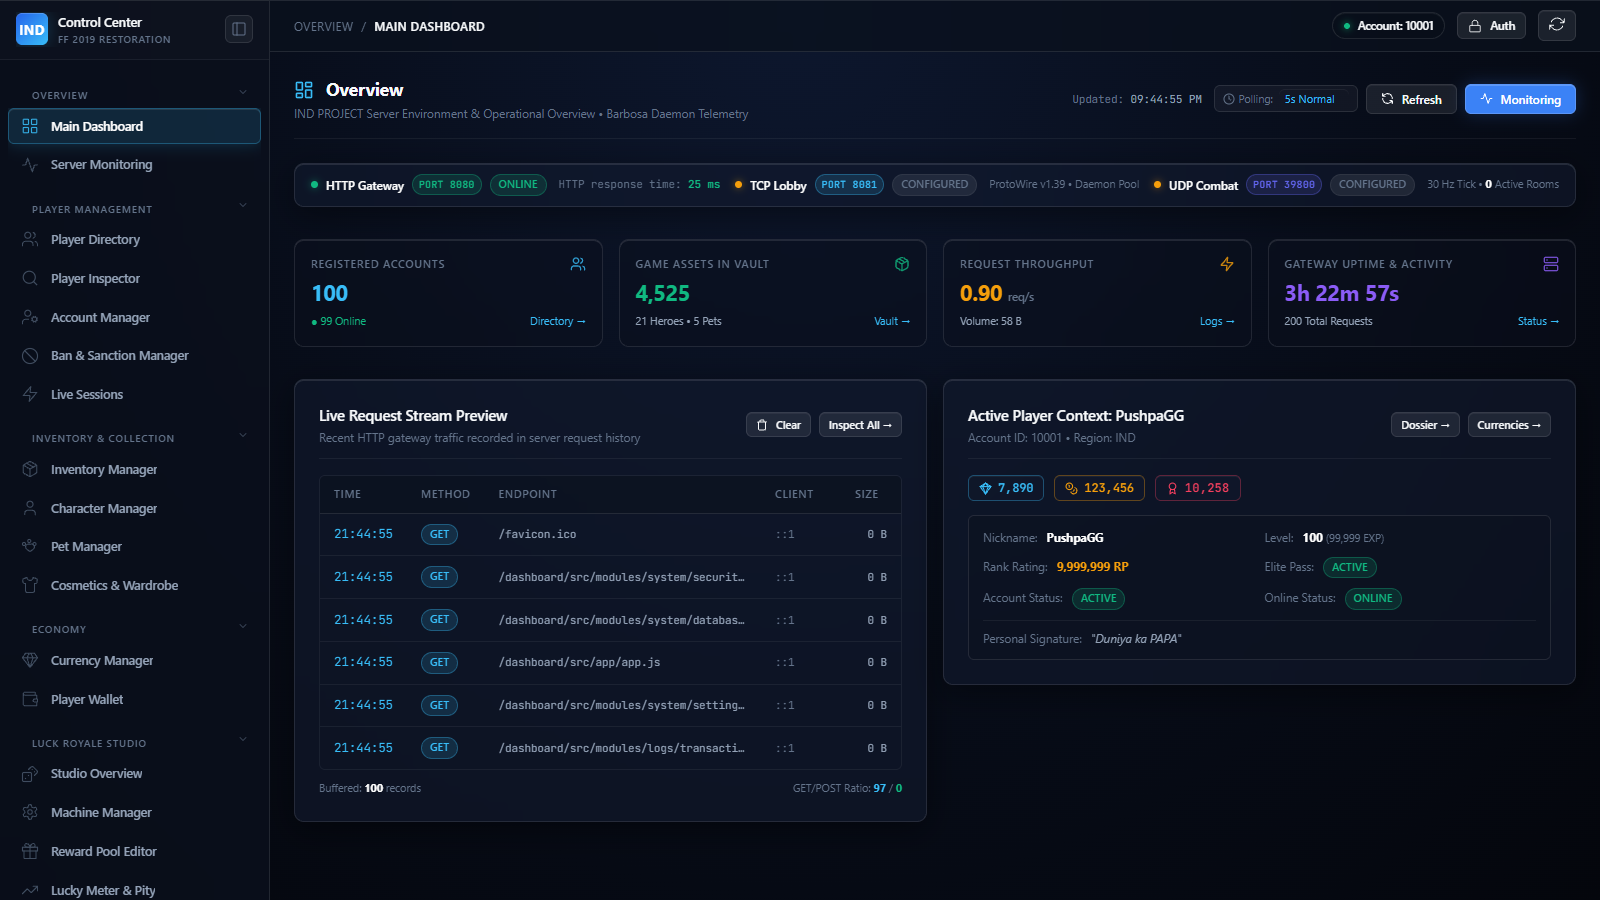 IND
Control Center
FF 2019 RESTORATION
OVERVIEW
Main Dashboard
Server Monitoring
PLAYER MANAGEMENT
Player Directory
Player Inspector
Account Manager
Ban & Sanction Manager
Live Sessions
INVENTORY & COLLECTION
Inventory Manager
Character Manager
Pet Manager
Cosmetics & Wardrobe
ECONOMY
Currency Manager
Player Wallet
LUCK ROYALE STUDIO
Studio Overview
Machine Manager
Reward Pool Editor
Lucky Meter & Pity
OVERVIEW / MAIN DASHBOARD
Account: 10001
Auth
Overview
IND PROJECT Server Environment & Operational Overview • Barbosa Daemon Telemetry
Updated: 09:44:55 PM
Polling: 5s Normal
Refresh
Monitoring
HTTP Gateway PORT 8080 ONLINE HTTP response time: 25 ms
TCP Lobby PORT 8081 CONFIGURED ProtoWire v1.39 • Daemon Pool
UDP Combat PORT 39800 CONFIGURED 30 Hz Tick • 0 Active Rooms
REGISTERED ACCOUNTS
100
● 99 Online Directory →
GAME ASSETS IN VAULT
4,525
21 Heroes • 5 Pets Vault →
REQUEST THROUGHPUT
0.90 req/s
Volume: 58 B Logs →
GATEWAY UPTIME & ACTIVITY
3h 22m 57s
200 Total Requests Status →
Live Request Stream Preview
Recent HTTP gateway traffic recorded in server request history
Clear
Inspect All →
TIME METHOD ENDPOINT CLIENT SIZE
21:44:55 GET /favicon.ico ::1 0 B
21:44:55 GET /dashboard/src/modules/system/securit… ::1 0 B
21:44:55 GET /dashboard/src/modules/system/databas… ::1 0 B
21:44:55 GET /dashboard/src/app/app.js ::1 0 B
21:44:55 GET /dashboard/src/modules/system/setting… ::1 0 B
21:44:55 GET /dashboard/src/modules/logs/transacti… ::1 0 B
Buffered: 100 records GET/POST Ratio: 97 / 0
Active Player Context: PushpaGG
Account ID: 10001 • Region: IND
Dossier →
Currencies →
7,890
123,456
10,258
Nickname: PushpaGG
Level: 100 (99,999 EXP)
Rank Rating: 9,999,999 RP
Elite Pass: ACTIVE
Account Status: ACTIVE
Online Status: ONLINE
Personal Signature: "Duniya ka PAPA"